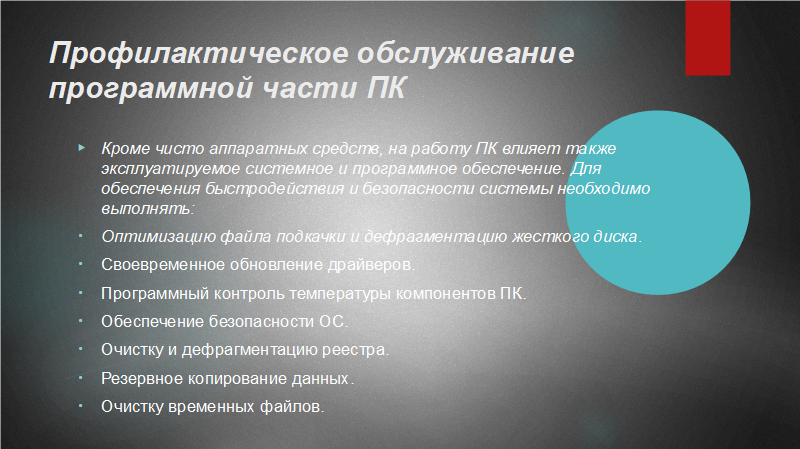 Профилактическое обслуживание
программной части ПК
Кроме чисто аппаратных средств, на работу ПК влияет также
эксплуатируемое системное и программное обеспечение. Для
обеспечения быстродействия и безопасности системы необходимо
выполнять:
Оптимизацию файла подкачки и дефрагментацию жесткого диска.
Своевременное обновление драйверов.
Программный контроль температуры компонентов ПК.
Обеспечение безопасности ОС.
Очистку и дефрагментацию реестра.
Резервное копирование данных.
Очистку временных файлов.